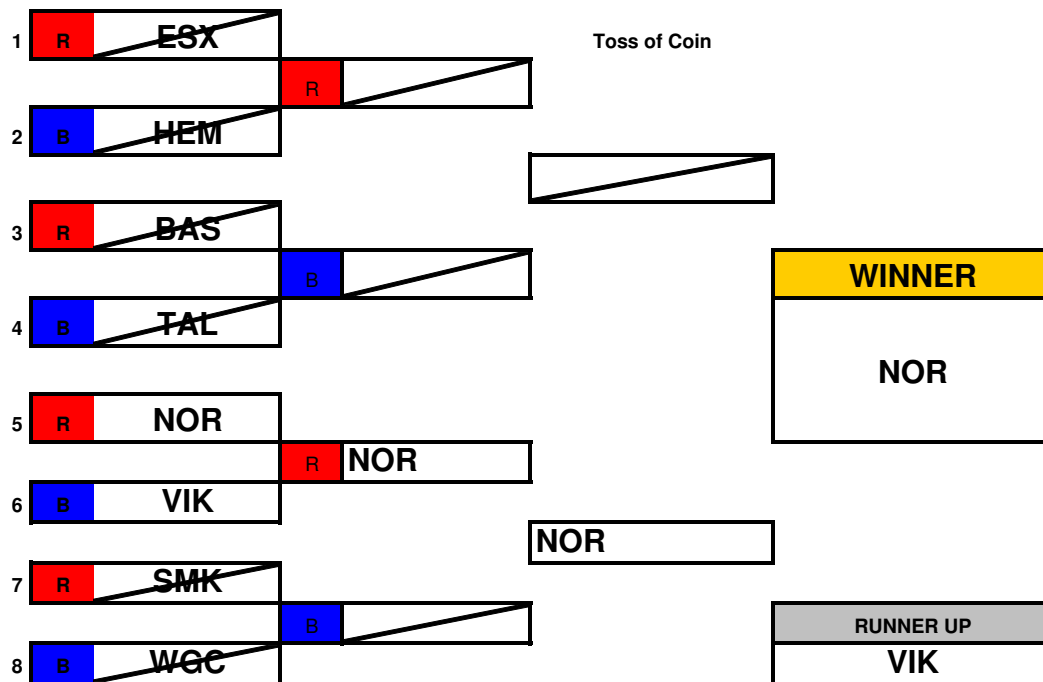 1 R ESX
Toss of Coin
R
2 B HEM
3 R BAS
B
WINNER
4 B TAL
NOR
5 R NOR
R NOR
6 B VIK
NOR
7 R SMK
B
RUNNER UP
8 B WGC
VIK